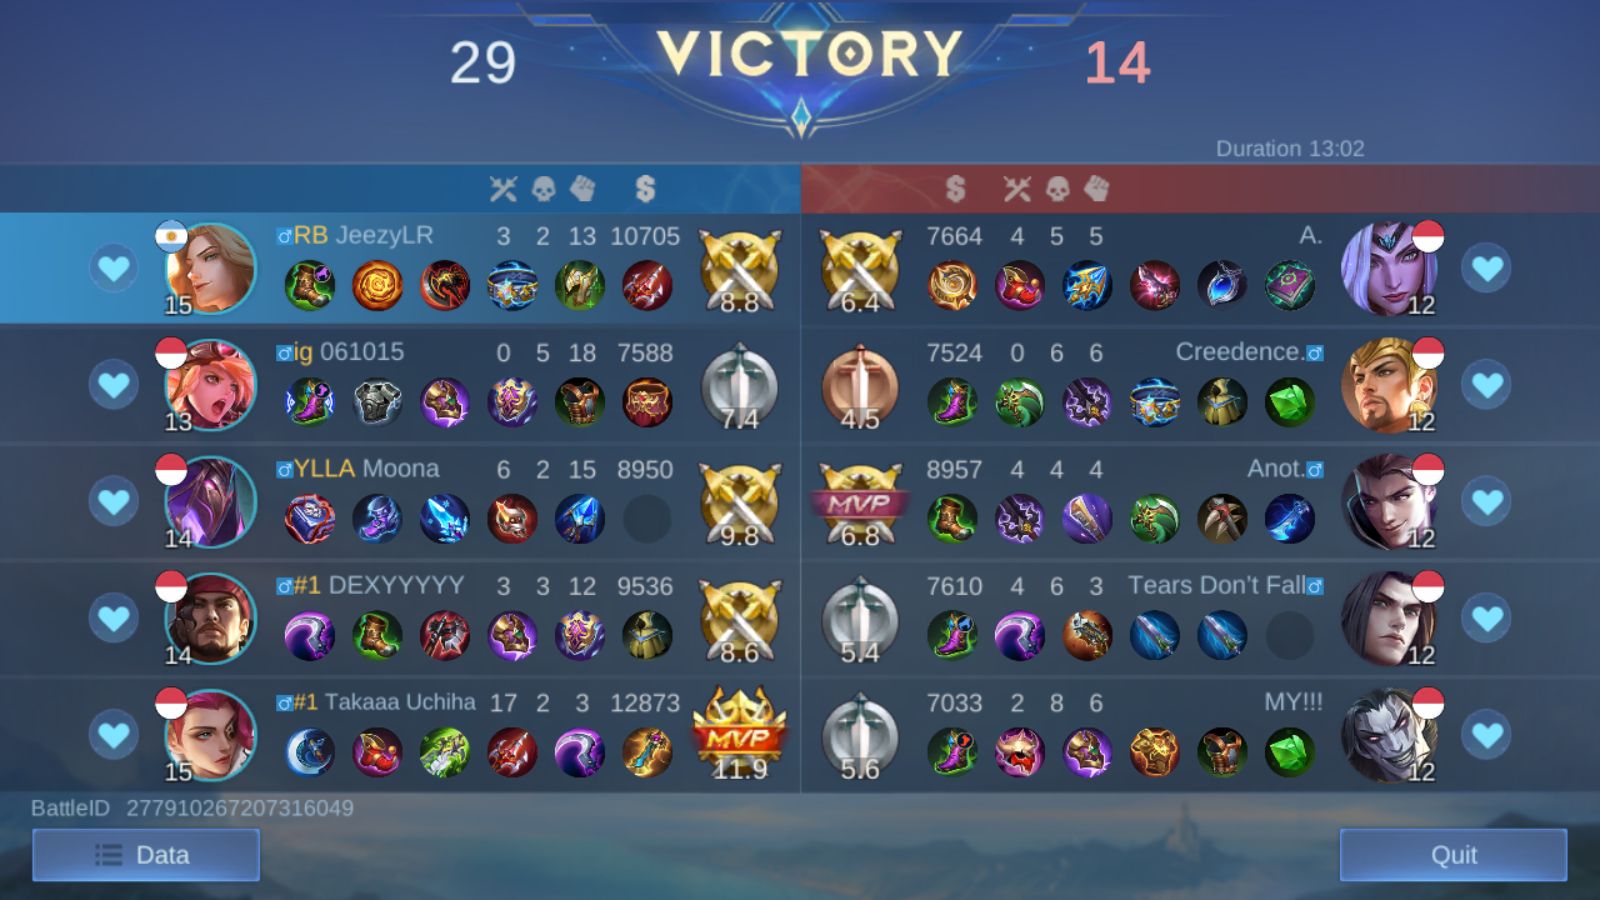 29 VICTORY 14
Duration 13:02
RB JeezyLR 3 2 13 10705
15 8.8
7664 4 5 5 A.
6.4 12
ig 061015 0 5 18 7588
13 7.4
7524 0 6 6 Creedence.
4.5 12
YLLA Moona 6 2 15 8950
14 9.8
8957 4 4 4 Anot.
MVP
6.8 12
#1 DEXYYYYY 3 3 12 9536
14 8.6
7610 4 6 3 Tears Don't Fall
5.4 12
#1 Takaaa Uchiha 17 2 3 12873
MVP
15 11.9
7033 2 8 6 MY!!!
5.6 12
BattleID 277910267207316049
Data
Quit